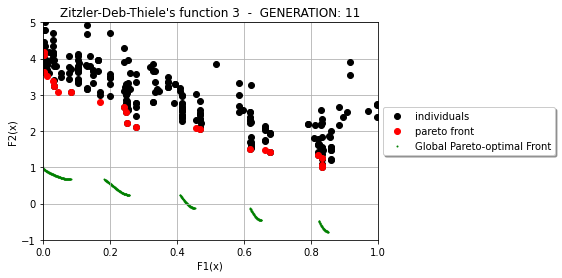 Zitzler-Deb-Thiele's function 3 - GENERATION: 11
5
4
3
2
1
0
−1
F2(x)
0.0 0.2 0.4 0.6 0.8 1.0
F1(x)
individuals
pareto front
Global Pareto-optimal Front